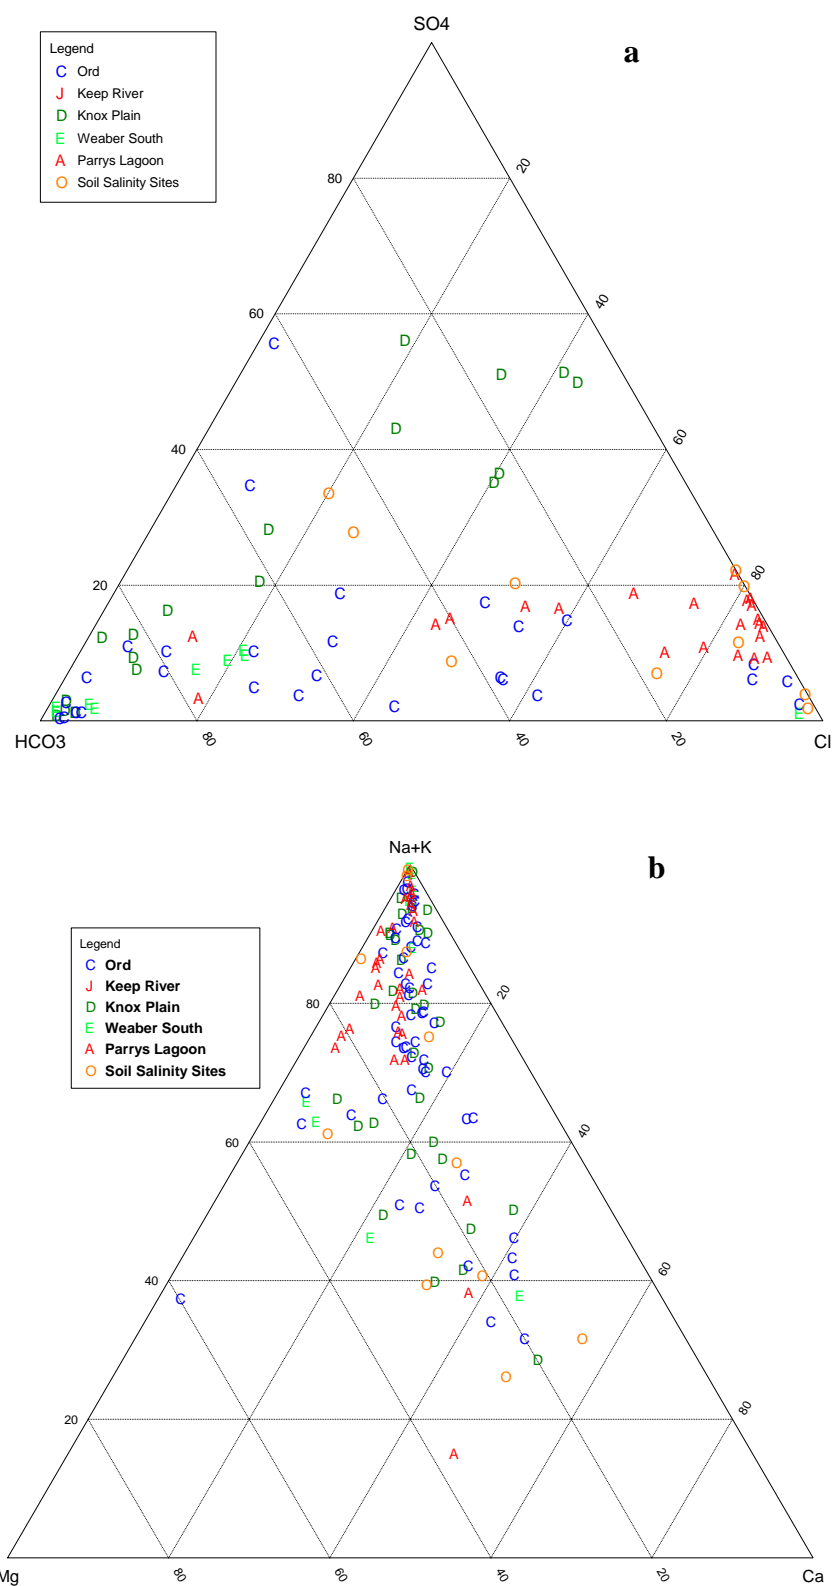 SO4
a
Legend
C Ord
J Keep River
D Knox Plain
E Weaber South
A Parrys Lagoon
O Soil Salinity Sites
80
20
60
40
40
60
20
80
HCO3
80
60
40
20
Cl
Na+K
b
Legend
C Ord
J Keep River
D Knox Plain
E Weaber South
A Parrys Lagoon
O Soil Salinity Sites
80
20
60
40
40
60
20
80
Mg
80
60
40
20
Ca